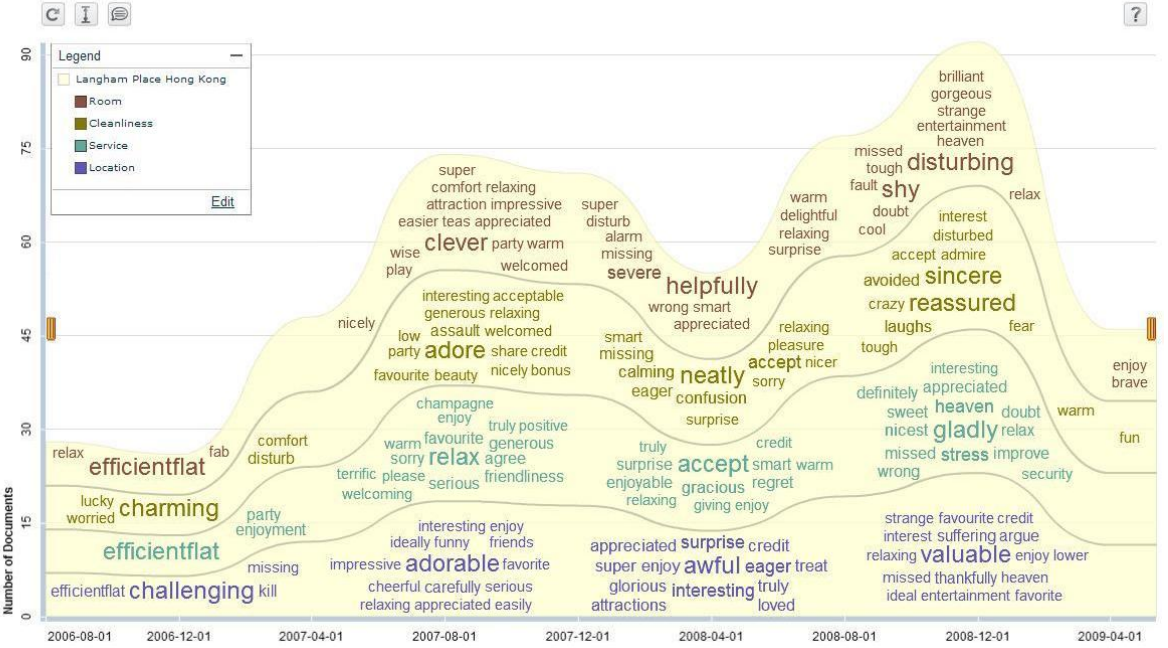 ?
Legend
Langham Place Hong Kong
Room
Cleanliness
Service
Location
Edit
Number of Documents
90
75
60
45
30
15
0
relax
efficientflat
fab
lucky
worried
charming
efficientflat
efficientflat challenging kill
nicely
comfort
disturb
party
enjoyment
missing
super
comfort relaxing
attraction impressive
easier teas appreciated
clever party warm
wise
play
welcomed
interesting acceptable
generous relaxing
assault welcomed
low
party adore share credit
nicely bonus
favourite beauty
champagne
enjoy
truly positive
warm favourite generous
sorry relax agree
terrific please serious friendliness
welcoming
interesting enjoy
ideally funny friends
impressive adorable favorite
cheerful carefully serious
relaxing appreciated easily
super
disturb
alarm
missing
severe
helpfully
wrong smart
appreciated
smart
missing
calming
eager
neatly
confusion
surprise
relaxing
pleasure
accept nicer
sorry
truly
surprise
enjoyable
relaxing
accept
gracious
giving enjoy
credit
smart warm
regret
appreciated surprise credit
super enjoy awful eager treat
glorious interesting truly
attractions loved
warm
delightful
relaxing
surprise
brilliant
gorgeous
strange
entertainment
heaven
missed
tough disturbing
fault shy
doubt
cool
relax
interest
disturbed
accept admire
avoided sincere
crazy reassured
laughs
tough
fear
interesting
definitely appreciated
sweet heaven doubt
nicest gladly relax
missed stress improve
wrong
security
strange favourite credit
interest suffering argue
relaxing valuable enjoy lower
missed thankfully heaven
ideal entertainment favorite
enjoy
brave
warm
fun
2006-08-01 2006-12-01 2007-04-01 2007-08-01 2007-12-01 2008-04-01 2008-08-01 2008-12-01 2009-04-01